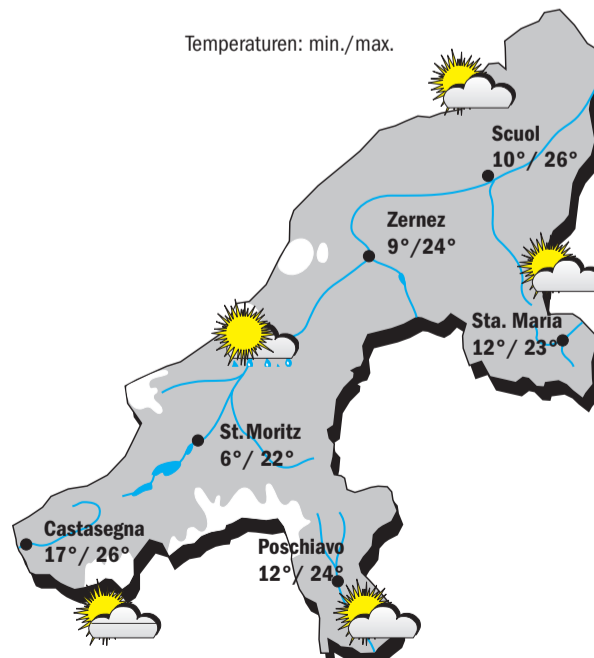 Temperaturen: min./max.
Scuol
10°/ 26°
Zernez
9°/24°
Sta. Maria
12°/ 23°
St. Moritz
6°/ 22°
Castasegna
17°/ 26°
Poschiavo
12°/ 24°